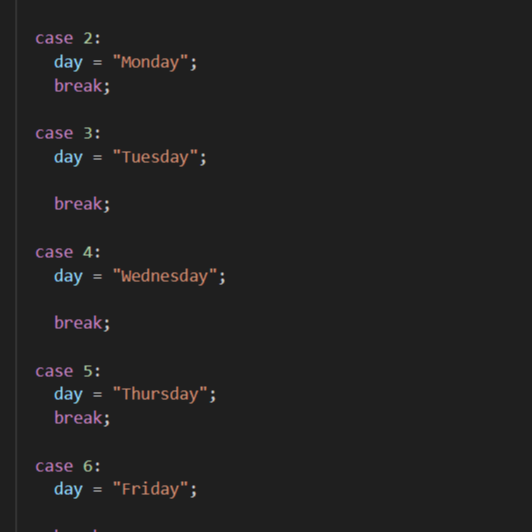 case 2:
day = "Monday";
break;
case 3:
day = "Tuesday";
break;
case 4:
day = "Wednesday";
break;
case 5:
day = "Thursday";
break;
case 6:
day = "Friday";